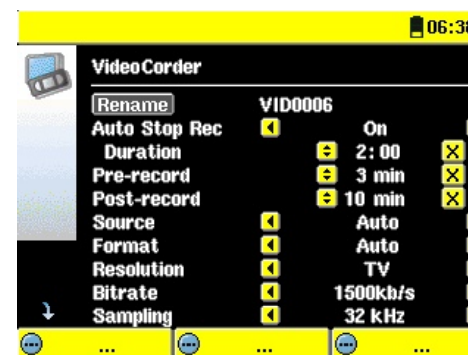 06:38
VideoCorder
Rename VID0006
Auto Stop Rec On
Duration 2:00 X
Pre-record 3 min X
Post-record 10 min X
Source Auto
Format Auto
Resolution TV
Bitrate 1500kb/s
Sampling 32 kHz
... ... ...